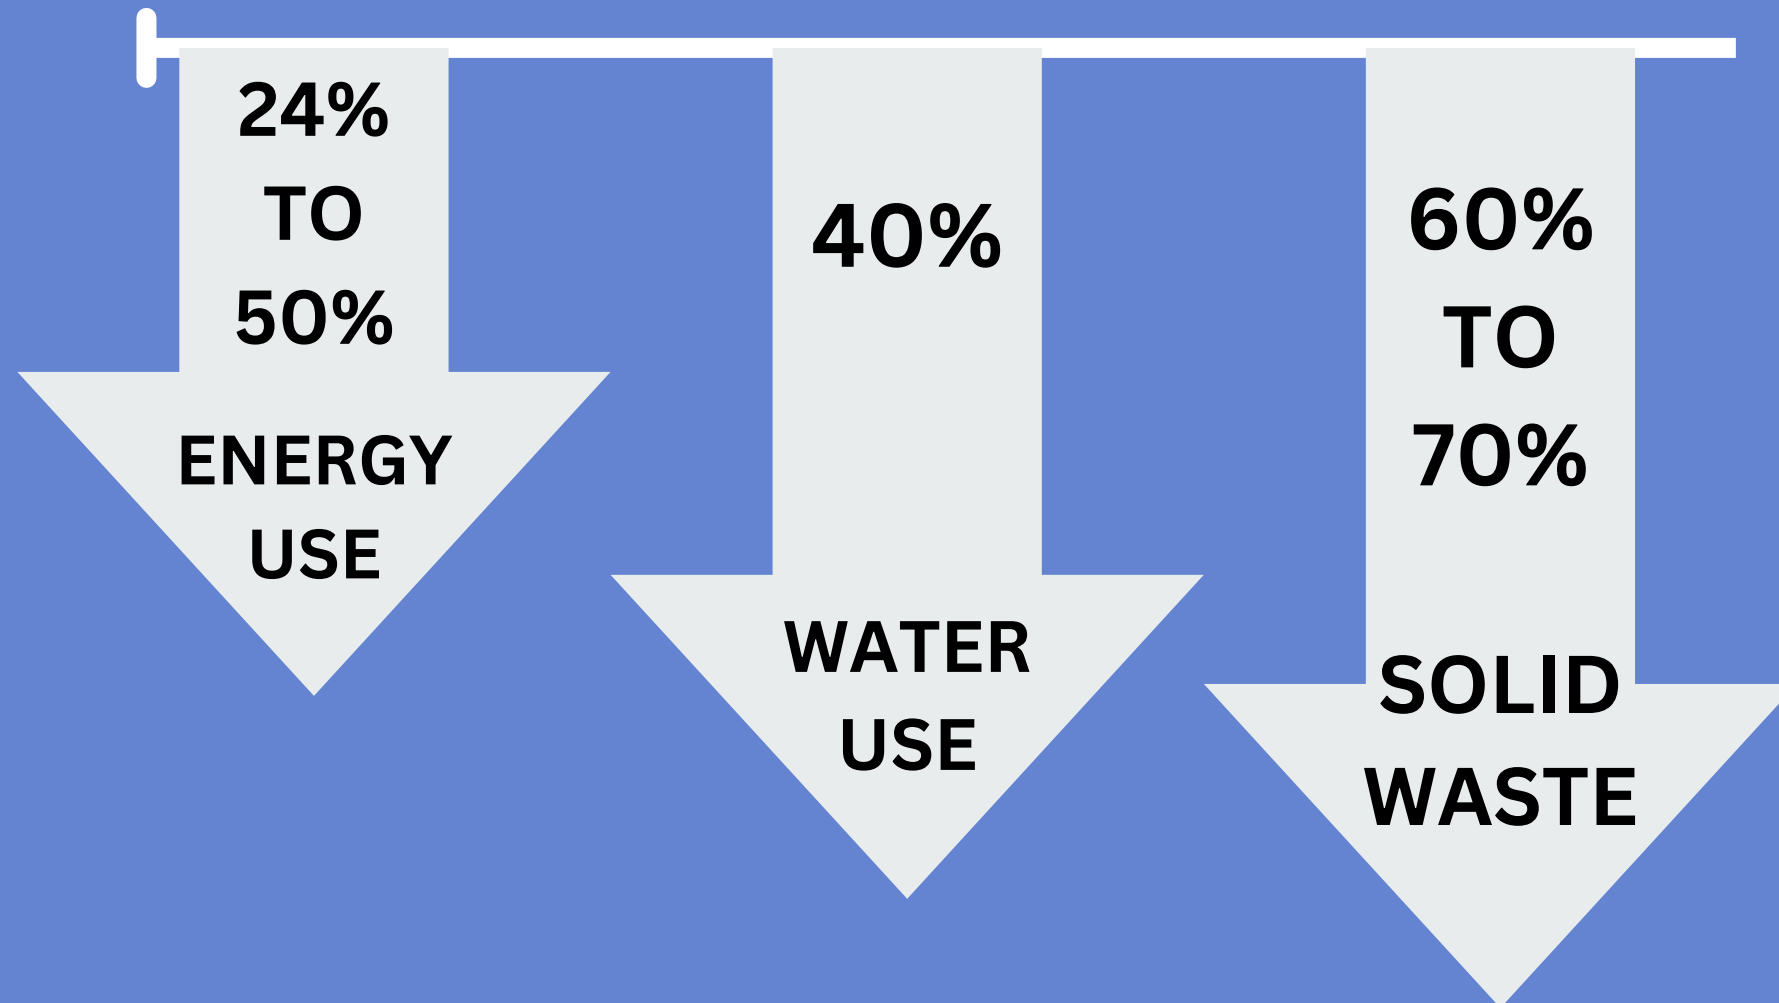 24%
TO
50%
ENERGY
USE
40%
WATER
USE
60%
TO
70%
SOLID
WASTE